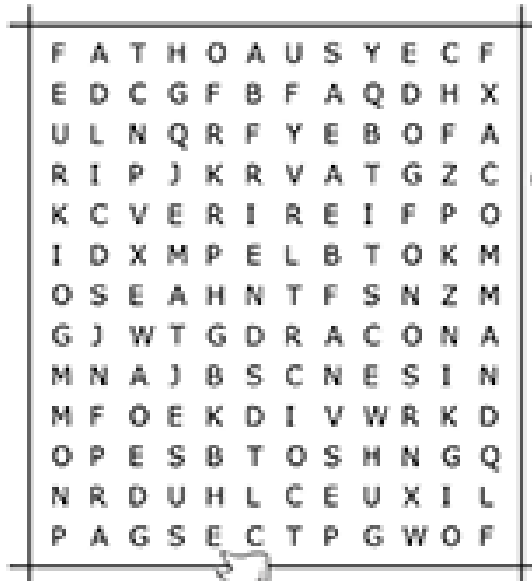 F A T H O A U S Y E C F
E D C G F B F A Q D H X
U L N Q R F Y E B O F A
R I P J K R V A T G Z C
K C V E R I R E I F P O
I D X M P E L B T O K M
O S E A H N T F S N Z M
G J W T G D R A C O N A
M N A J B S C N E S I N
M F O E K D I V W R K D
O P E S B T O S H N G Q
N R D U H L C E U X I L
P A G S E C T P G W O F